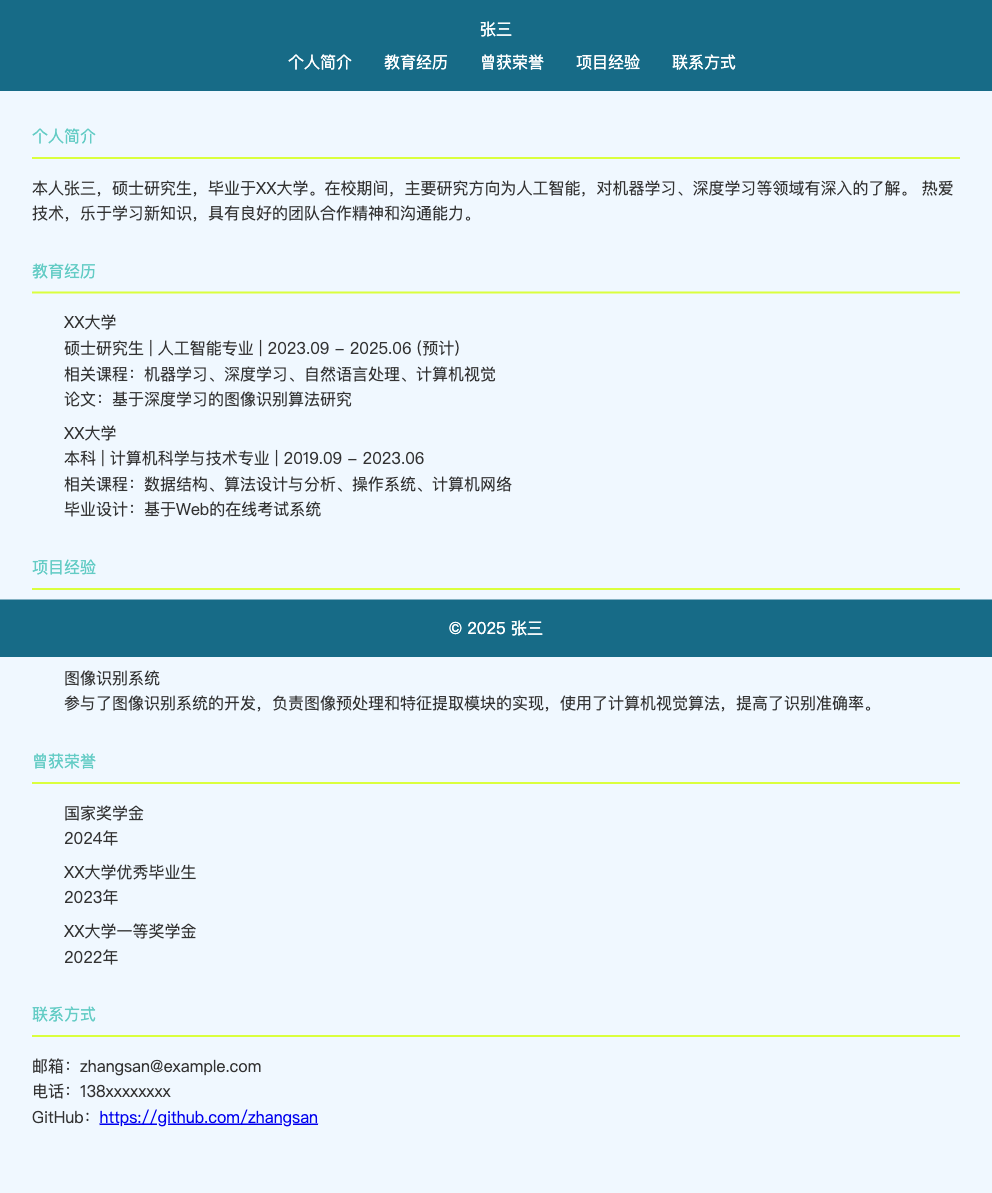 张三
个人简介 教育经历 曾获荣誉 项目经验 联系方式
个人简介
本人张三，硕士研究生，毕业于XX大学。在校期间，主要研究方向为人工智能，对机器学习、深度学习等领域有深入的了解。 热爱
技术，乐于学习新知识，具有良好的团队合作精神和沟通能力。
教育经历
XX大学
硕士研究生 | 人工智能专业 | 2023.09 - 2025.06 (预计)
相关课程：机器学习、深度学习、自然语言处理、计算机视觉
论文：基于深度学习的图像识别算法研究
XX大学
本科 | 计算机科学与技术专业 | 2019.09 - 2023.06
相关课程：数据结构、算法设计与分析、操作系统、计算机网络
毕业设计：基于Web的在线考试系统
项目经验
© 2025 张三
图像识别系统
参与了图像识别系统的开发，负责图像预处理和特征提取模块的实现，使用了计算机视觉算法，提高了识别准确率。
曾获荣誉
国家奖学金
2024年
XX大学优秀毕业生
2023年
XX大学一等奖学金
2022年
联系方式
邮箱：zhangsan@example.com
电话：138xxxxxxxx
GitHub：https://github.com/zhangsan